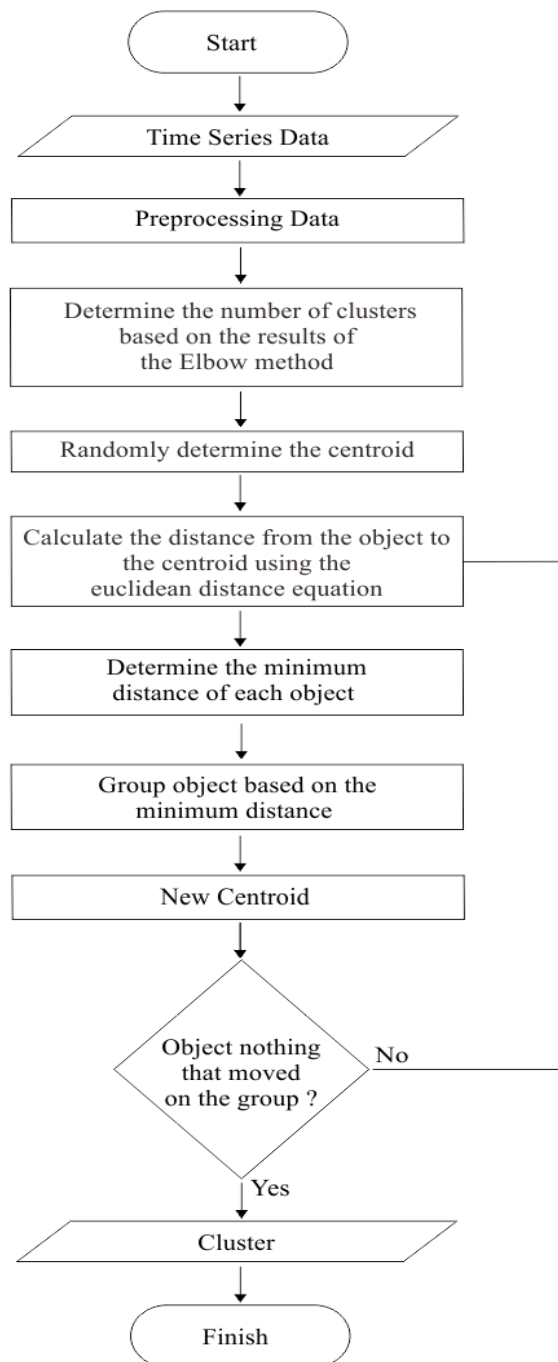 Start
Time Series Data
Preprocessing Data
Determine the number of clusters
based on the results of
the Elbow method
Randomly determine the centroid
Calculate the distance from the object to
the centroid using the
euclidean distance equation
Determine the minimum
distance of each object
Group object based on the
minimum distance
New Centroid
Object nothing
that moved
on the group ?
No
Yes
Cluster
Finish